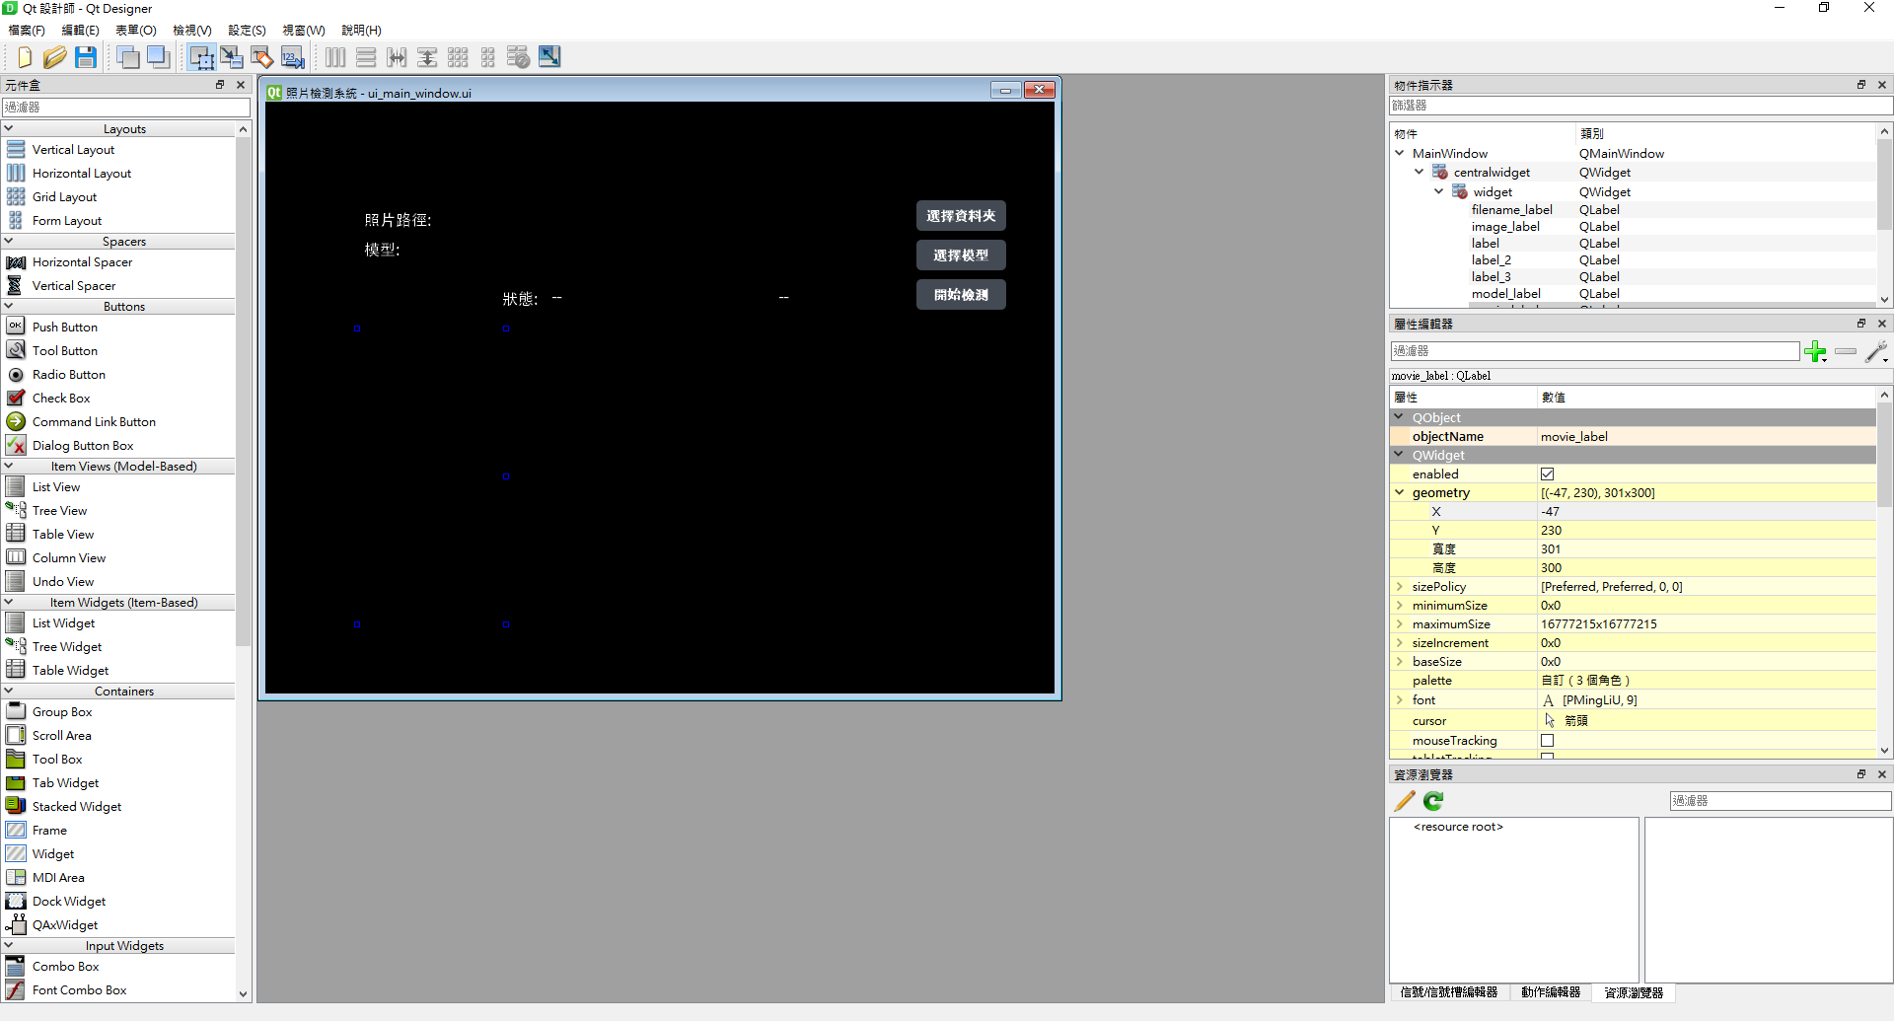 Qt 設計師 - Qt Designer
檔案(F) 編輯(E) 表單(O) 檢視(V) 設定(S) 視窗(W) 說明(H)
元件盒
過濾器
Layouts
Vertical Layout
Horizontal Layout
Grid Layout
Form Layout
Spacers
Horizontal Spacer
Vertical Spacer
Buttons
Push Button
Tool Button
Radio Button
Check Box
Command Link Button
Dialog Button Box
Item Views (Model-Based)
List View
Tree View
Table View
Column View
Undo View
Item Widgets (Item-Based)
List Widget
Tree Widget
Table Widget
Containers
Group Box
Scroll Area
Tool Box
Tab Widget
Stacked Widget
Frame
Widget
MDI Area
Dock Widget
QAxWidget
Input Widgets
Combo Box
Font Combo Box
照片檢測系統 - ui_main_window.ui
照片路徑:
模型:
狀態: -- --
選擇資料夾
選擇模型
開始檢測
物件指示器
篩選器
物件 類別
MainWindow QMainWindow
centralwidget QWidget
widget QWidget
filename_label QLabel
image_label QLabel
label QLabel
label_2 QLabel
label_3 QLabel
model_label QLabel
屬性編輯器
過濾器
movie_label : QLabel
屬性 數值
QObject
objectName movie_label
QWidget
enabled
geometry [(-47, 230), 301x300]
X -47
Y 230
寬度 301
高度 300
sizePolicy [Preferred, Preferred, 0, 0]
minimumSize 0x0
maximumSize 16777215x16777215
sizeIncrement 0x0
baseSize 0x0
palette 自訂 ( 3 個角色 )
font A [PMingLiU, 9]
cursor 箭頭
mouseTracking
tabletTracking
資源瀏覽器
過濾器
<resource root>
信號/信號槽編輯器 動作編輯器 資源瀏覽器